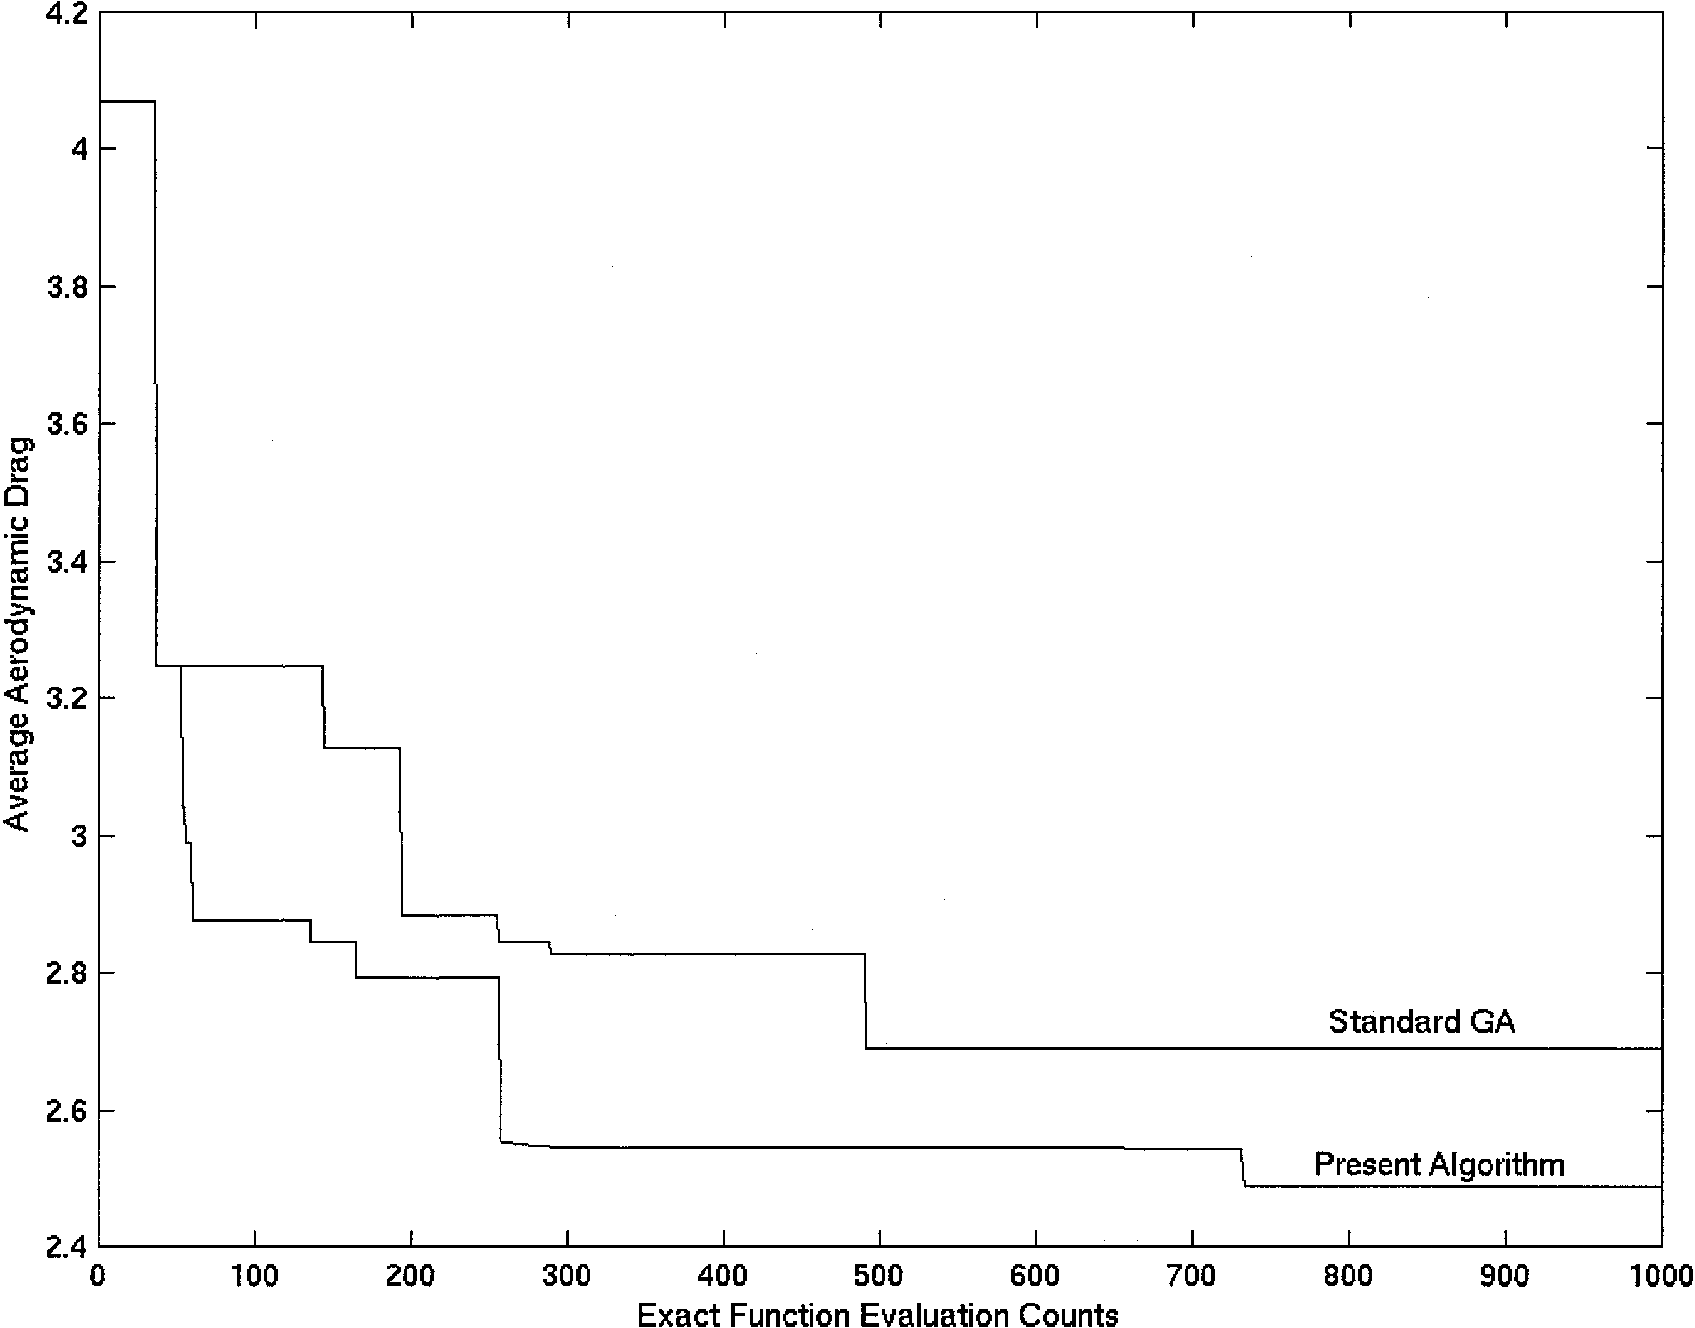 4.2
4
3.8
3.6
3.4
3.2
3
2.8
2.6
2.4
Average Aerodynamic Drag
Standard GA
Present Algorithm
0 100 200 300 400 500 600 700 800 900 1000
Exact Function Evaluation Counts